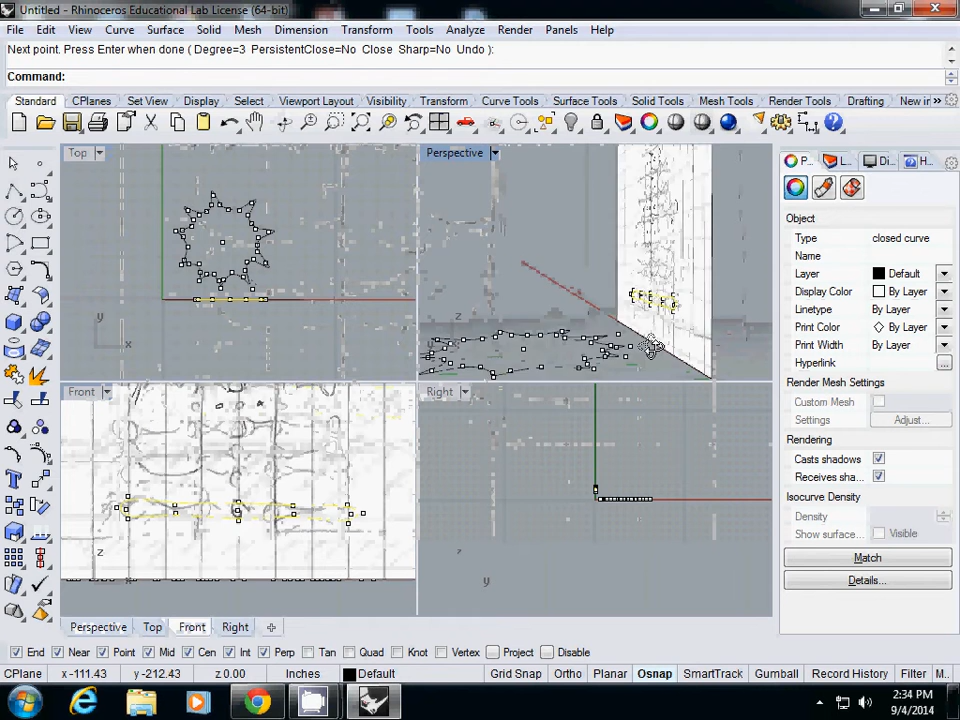 Untitled - Rhinoceros Educational Lab License (64-bit)
File Edit View Curve Surface Solid Mesh Dimension Transform Tools Analyze Render Panels Help
Next point. Press Enter when done ( Degree=3 PersistentClose=No Close Sharp=No Undo ):
Command:
Standard CPlanes Set View Display Select Viewport Layout Visibility Transform Curve Tools Surface Tools Solid Tools Mesh Tools Render Tools Drafting New in »
Top
Perspective
P... L... Di... H...
Object
Type closed curve
Name
Layer Default
Display Color By Layer
Linetype By Layer
Print Color By Layer
Print Width By Layer
Hyperlink ...
Render Mesh Settings
Custom Mesh
Settings Adjust...
Rendering
Casts shadows
Receives sha...
Isocurve Density
Density
Show surface... Visible
Match
Details...
y
x
z
Front
Right
z
x
y
Perspective Top Front Right
End Near Point Mid Cen Int Perp Tan Quad Knot Vertex Project Disable
CPlane x -111.43 y -212.43 z 0.00 Inches Default Grid Snap Ortho Planar Osnap SmartTrack Gumball Record History Filter M...
2:34 PM
9/4/2014